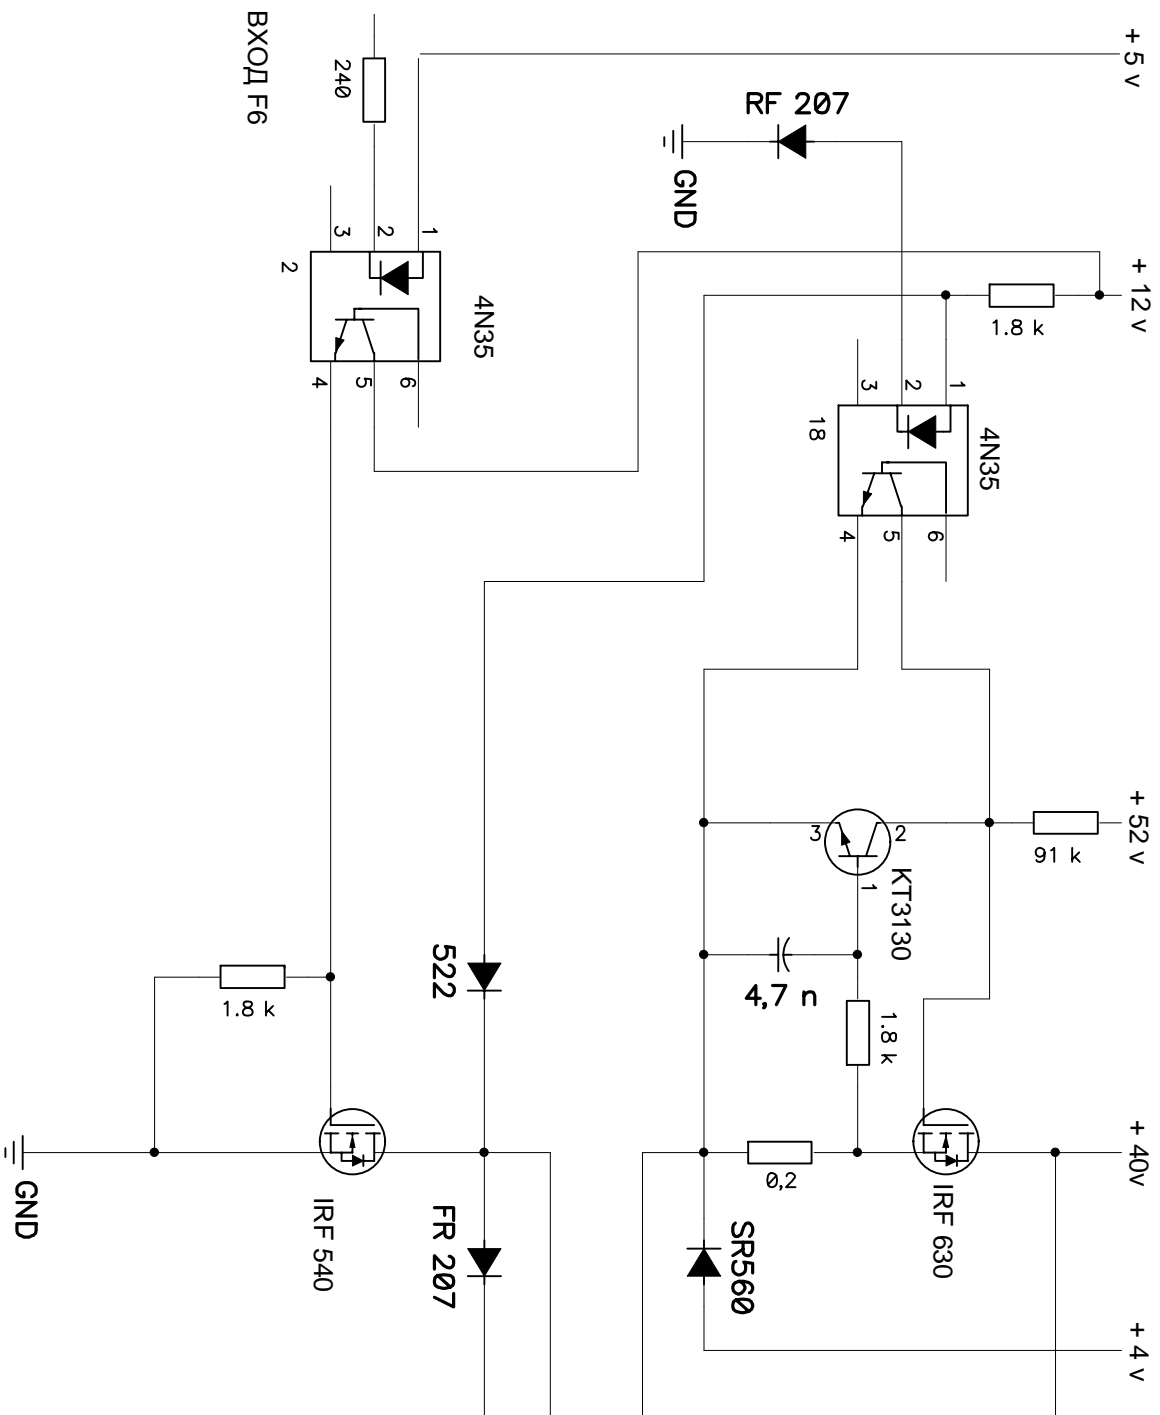 + 5 v
+ 12 v
+ 52 v
+ 40v
+ 4 v
RF 207
GND
1.8 k
1
2
3
4N35
18
6
5
4
91 k
KT3130
1
2
3
4,7 n
1.8 k
0,2
IRF 630
SR560
ВХОД F6
240
1
2
3
4N35
2
6
5
4
522
1.8 k
IRF 540
FR 207
GND